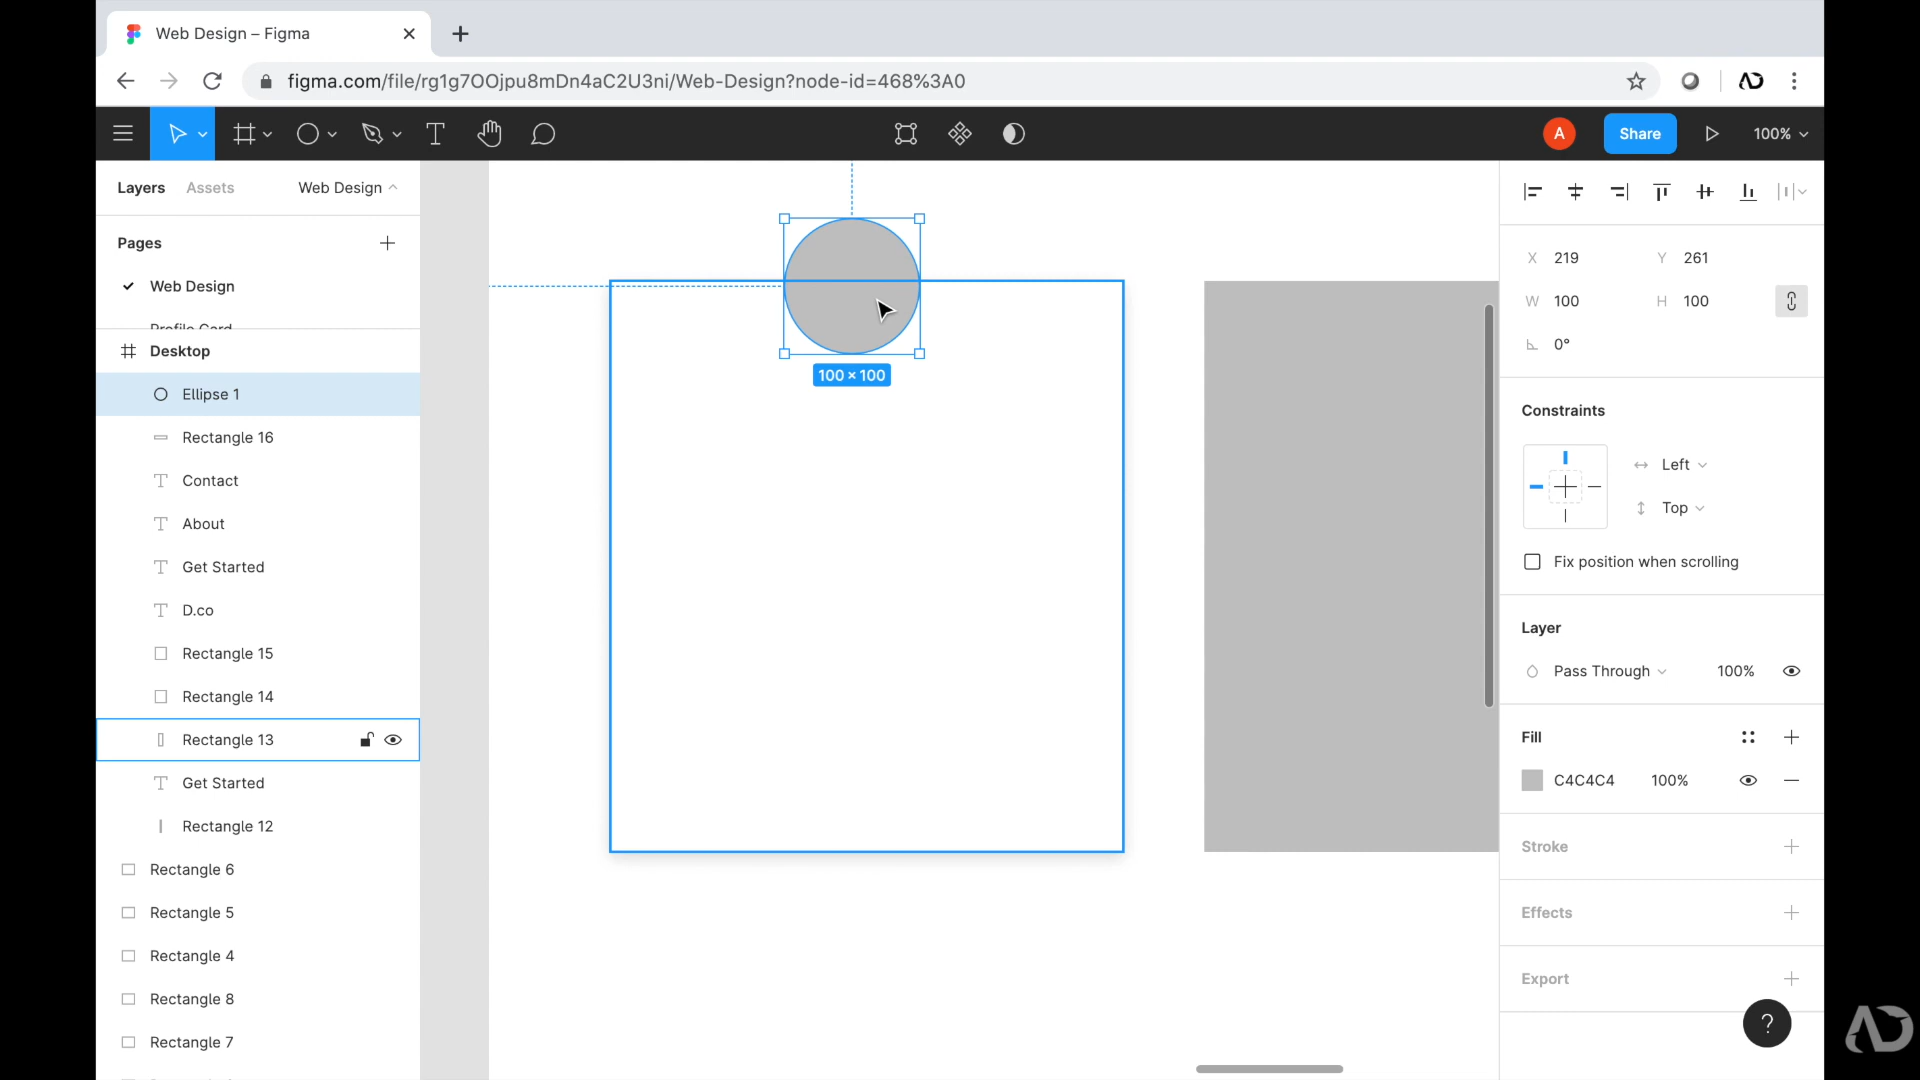 Web Design – Figma
figma.com/file/rg1g7OOjpu8mDn4aC2U3ni/Web-Design?node-id=468%3A0
A
Share
100%
Layers
Assets
Web Design
Pages
Web Design
Profile Card
Desktop
Ellipse 1
Rectangle 16
Contact
About
Get Started
D.co
Rectangle 15
Rectangle 14
Rectangle 13
Get Started
Rectangle 12
Rectangle 6
Rectangle 5
Rectangle 4
Rectangle 8
Rectangle 7
100 × 100
X 219 Y 261
W 100 H 100
0°
Constraints
Left
Top
Fix position when scrolling
Layer
Pass Through 100%
Fill
C4C4C4 100%
Stroke
Effects
Export
?